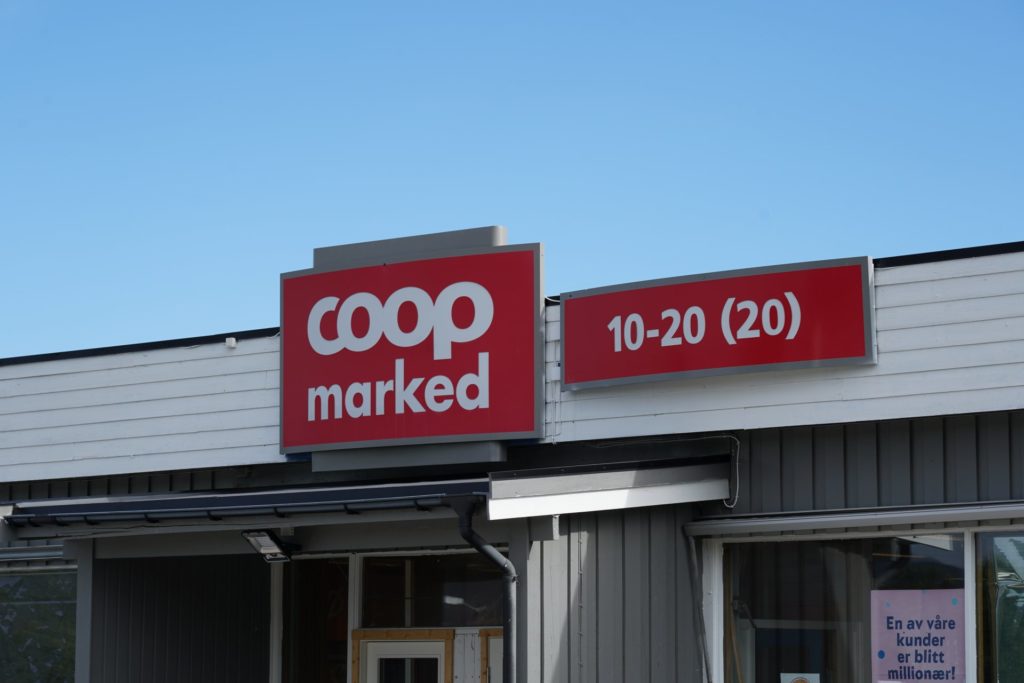 coop
marked
10-20 (20)
En av våre
kunder
er blitt
millionær!